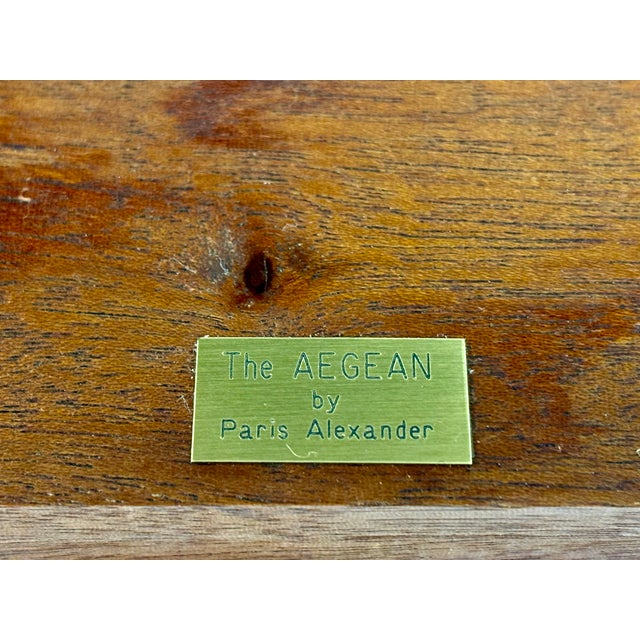 The AEGEAN
by
Paris Alexander